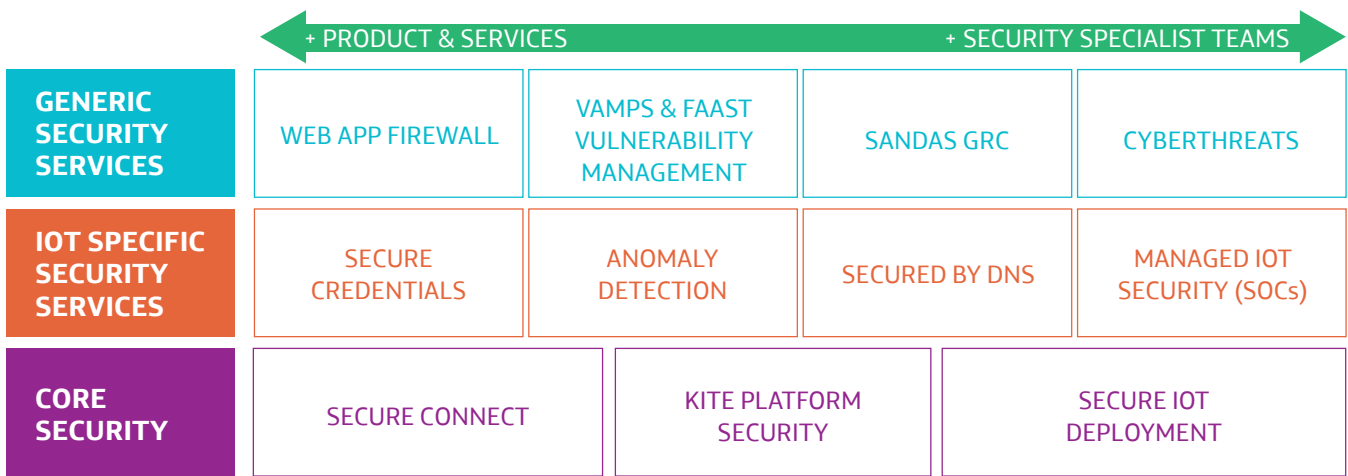 + PRODUCT & SERVICES
+ SECURITY SPECIALIST TEAMS
GENERIC
SECURITY
SERVICES
WEB APP FIREWALL
VAMPS & FAAST
VULNERABILITY
MANAGEMENT
SANDAS GRC
CYBERTHREATS
IOT SPECIFIC
SECURITY
SERVICES
SECURE
CREDENTIALS
ANOMALY
DETECTION
SECURED BY DNS
MANAGED IOT
SECURITY (SOCs)
CORE
SECURITY
SECURE CONNECT
KITE PLATFORM
SECURITY
SECURE IOT
DEPLOYMENT